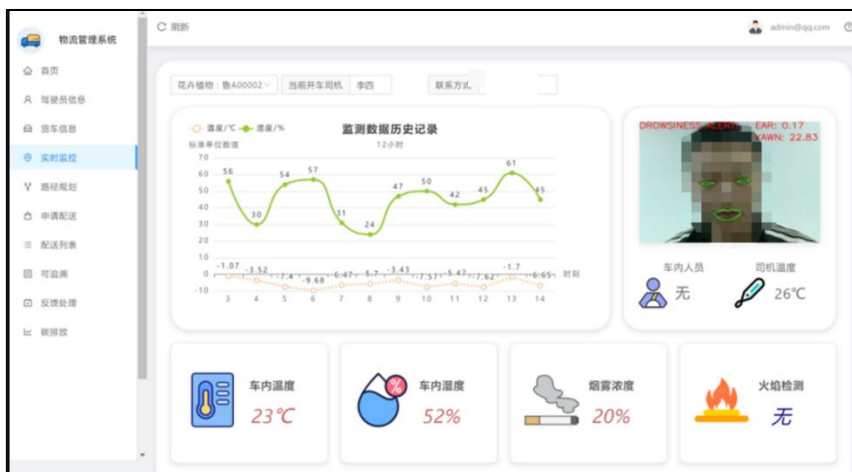 物流管理系统
刷新
admin@qq.com
首页
驾驶员信息
货车信息
实时监控
路径规划
申请配送
配送列表
可追溯
反馈处理
碳排放
花卉植物：鲁A00002
当前开车司机 李四
联系方式
温度/℃ 湿度/%
监测数据历史记录
标准单位数值
12小时
70
60
50
40
30
20
10
0
-10
56 30 54 57 31 24 47 50 42 45 61 45
-1.07 -3.52 -7.4 -9.68 -6.47 -5.7 -3.43 -7.57 -5.47 -7.62 -1.7 -6.65
时刻
3 4 5 6 7 8 9 10 11 12 13 14
DROWSINESS ALERT! EAR: 0.17
YAWN: 22.83
车内人员
无
司机温度
26℃
车内温度
23℃
车内湿度
%
52%
烟雾浓度
20%
火焰检测
无